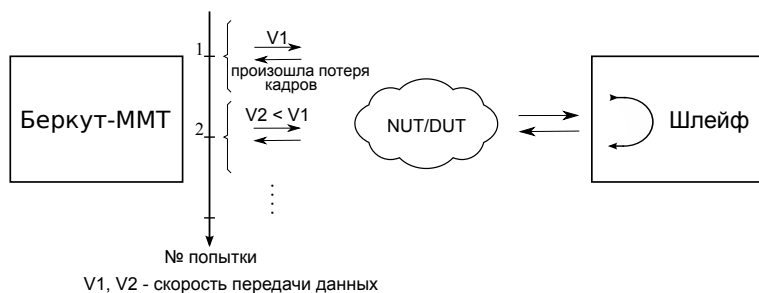 1
V1
произошла потеря
кадров
Беркут-ММТ
2
V2 < V1
NUT/DUT
Шлейф
№ попытки
V1, V2 - скорость передачи данных